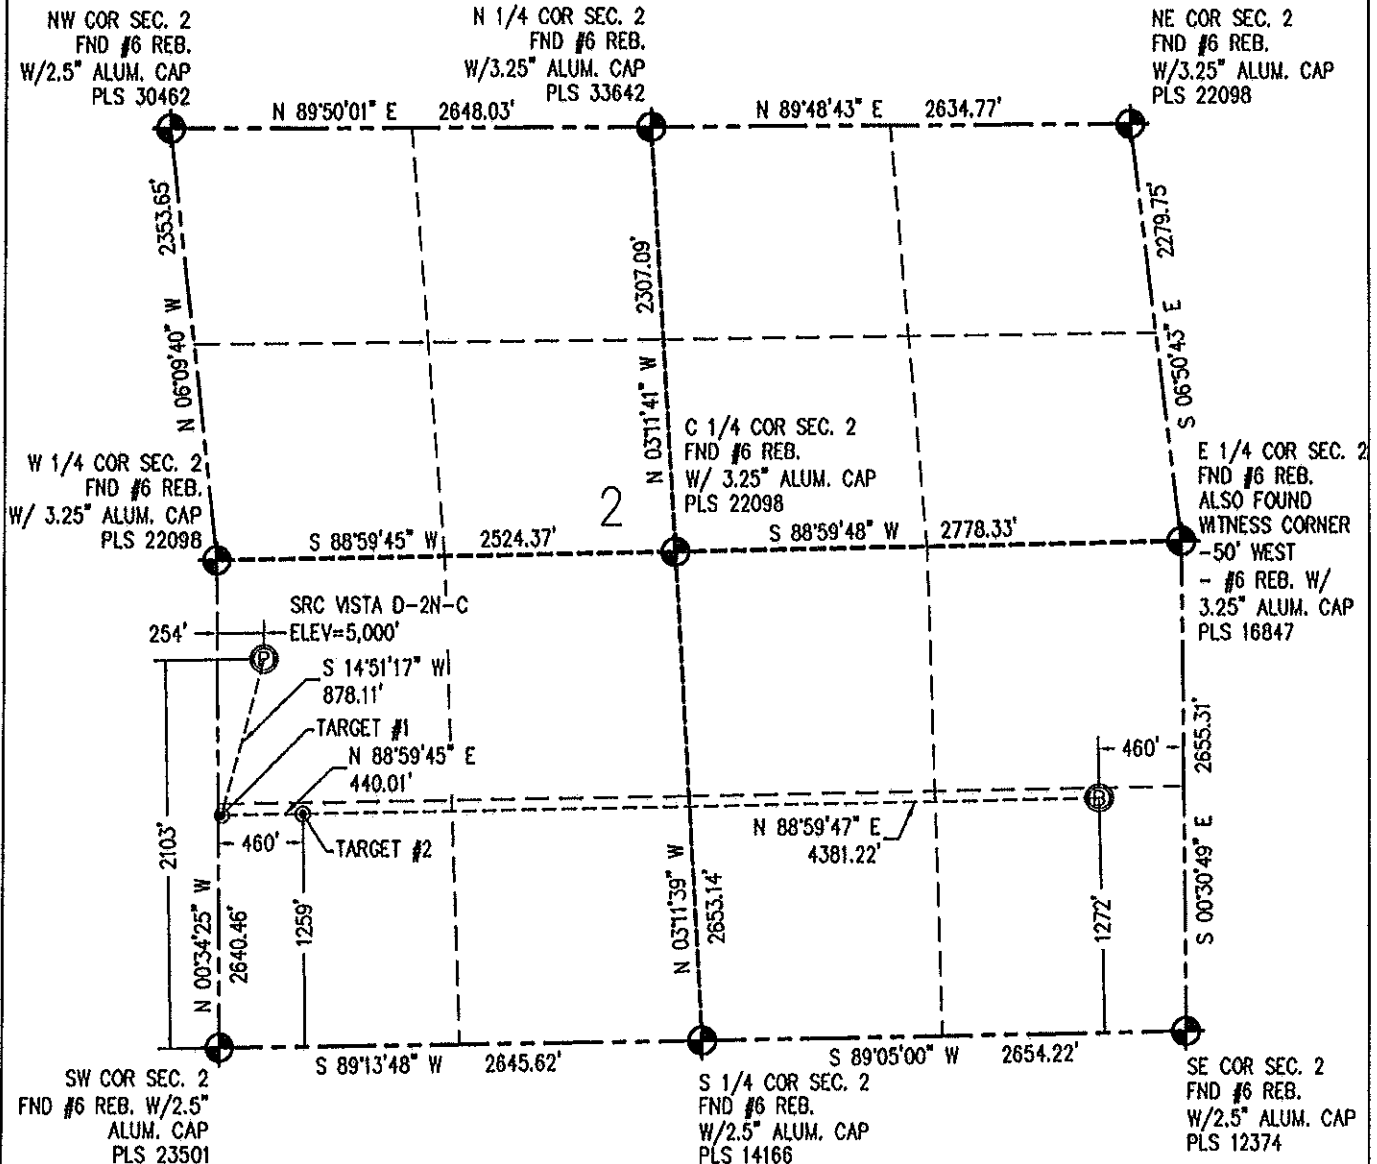 NW COR SEC. 2
FND #6 REB.
W/2.5" ALUM. CAP
PLS 30462
N 1/4 COR SEC. 2
FND #6 REB.
W/3.25" ALUM. CAP
PLS 33642
NE COR SEC. 2
FND #6 REB.
W/3.25" ALUM. CAP
PLS 22098
N 89°50'01" E 2648.03'
N 89°48'43" E 2634.77'
N 06°09'40" W 2353.65'
N 03°11'41" W 2307.09'
S 06°50'43" E 2279.75'
W 1/4 COR SEC. 2
FND #6 REB.
W/ 3.25" ALUM. CAP
PLS 22098
2
C 1/4 COR SEC. 2
FND #6 REB.
W/ 3.25" ALUM. CAP
PLS 22098
E 1/4 COR SEC. 2
FND #6 REB.
ALSO FOUND
WITNESS CORNER
-50' WEST
- #6 REB. W/
3.25" ALUM. CAP
PLS 16847
S 88°59'45" W 2524.37'
S 88°59'48" W 2778.33'
254'
SRC VISTA D-2N-C
ELEV=5,000'
P
S 14°51'17" W
878.11'
TARGET #1
N 88°59'45" E
440.01'
460'
TARGET #2
2103'
1259'
N 00°34'25" W
2640.46'
N 03°11'39" W
2653.14'
N 88°59'47" E
4381.22'
460'
B
1272'
S 00°30'49" E 2655.31'
S 89°13'48" W 2645.62'
S 89°05'00" W 2654.22'
SW COR SEC. 2
FND #6 REB. W/2.5"
ALUM. CAP
PLS 23501
S 1/4 COR SEC. 2
FND #6 REB.
W/2.5" ALUM. CAP
PLS 14166
SE COR SEC. 2
FND #6 REB.
W/2.5" ALUM. CAP
PLS 12374